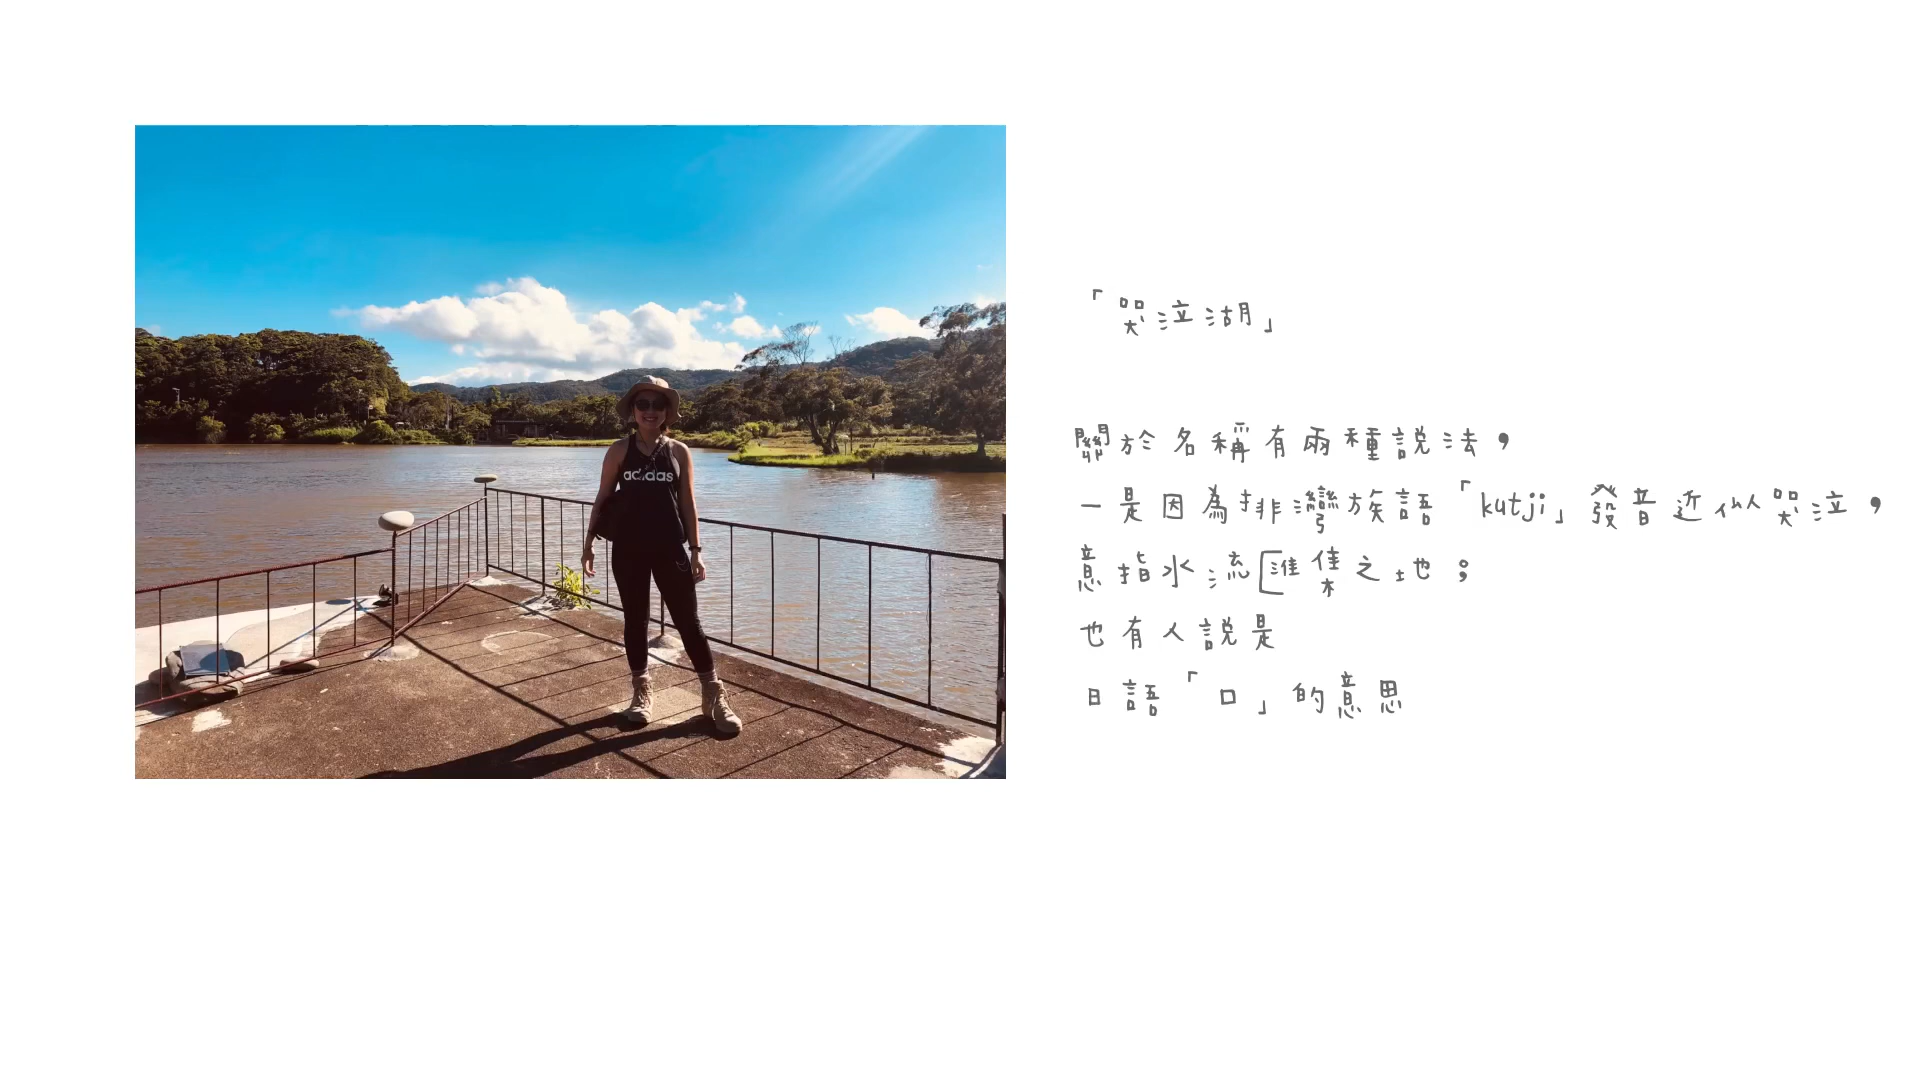 adidas
「哭泣湖」
關於名稱有兩種說法，
一是因為排灣族語「kutji」發音近似哭泣，
意指水流匯集之地；
也有人說是
日語「口」的意思